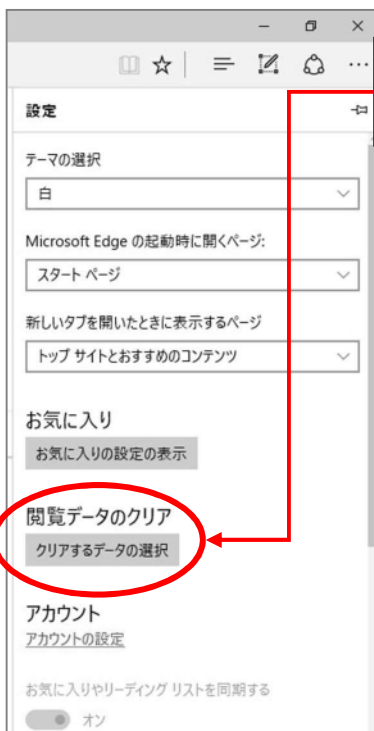 設定
テーマの選択
白
Microsoft Edge の起動時に開くページ:
スタート ページ
新しいタブを開いたときに表示するページ
トップ サイトとおすすめのコンテンツ
お気に入り
お気に入りの設定の表示
閲覧データのクリア
クリアするデータの選択
アカウント
アカウントの設定
お気に入りやリーディング リストを同期する
オン